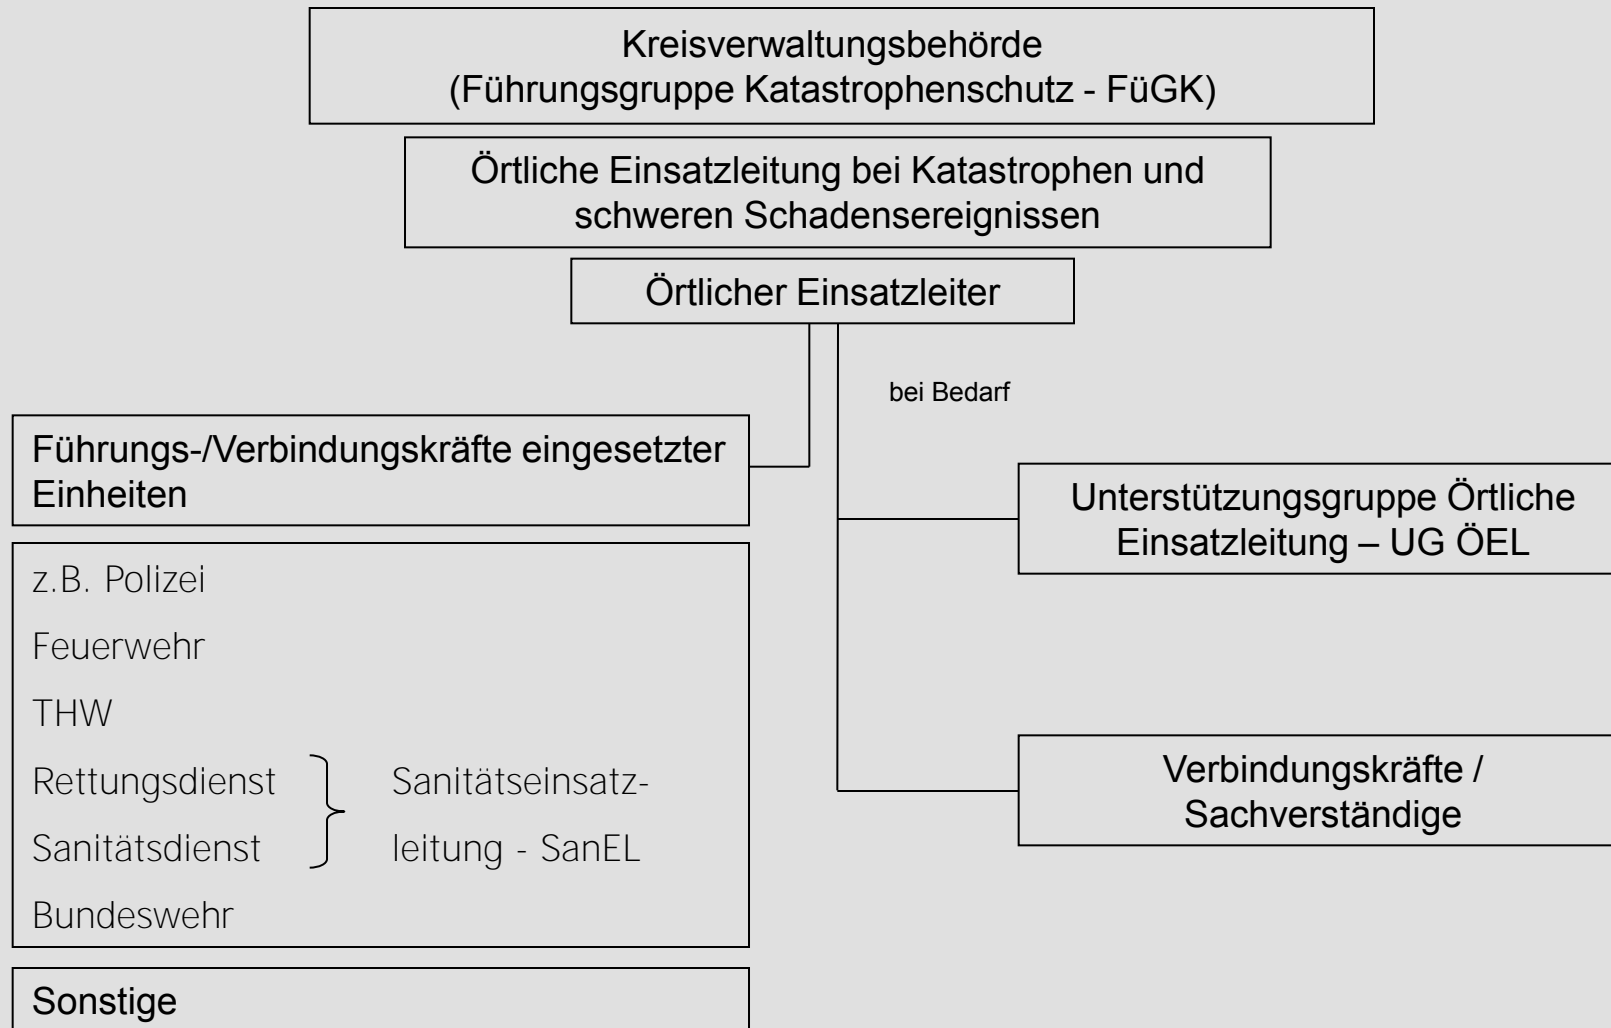 Kreisverwaltungsbehörde
(Führungsgruppe Katastrophenschutz - FüGK)
Örtliche Einsatzleitung bei Katastrophen und
schweren Schadensereignissen
Örtlicher Einsatzleiter
bei Bedarf
Führungs-/Verbindungskräfte eingesetzter
Einheiten
z.B. Polizei
Feuerwehr
THW
Rettungsdienst
Sanitätsdienst
Sanitätseinsatz-
leitung - SanEL
Bundeswehr
Sonstige
Unterstützungsgruppe Örtliche
Einsatzleitung – UG ÖEL
Verbindungskräfte /
Sachverständige